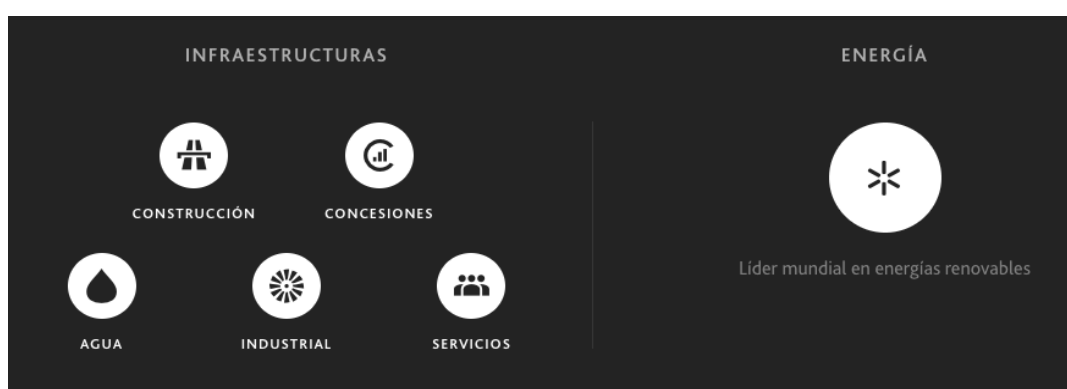 INFRAESTRUCTURAS
CONSTRUCCIÓN
CONCESIONES
AGUA
INDUSTRIAL
SERVICIOS
ENERGÍA
Líder mundial en energías renovables